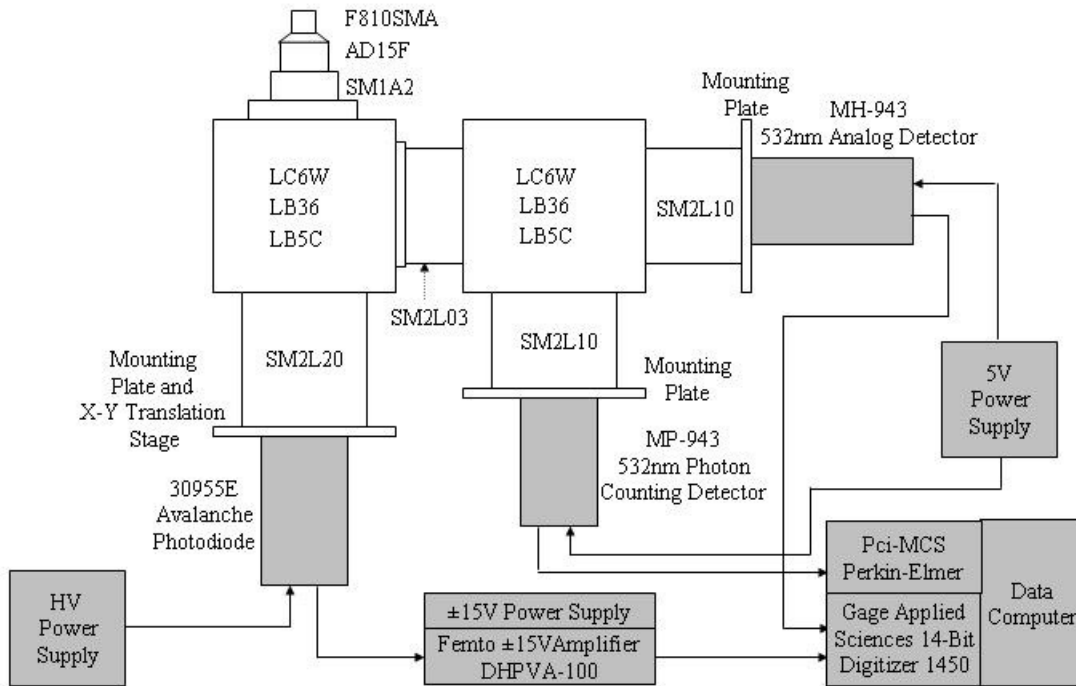 F810SMA
AD15F
SM1A2
Mounting
Plate
MH-943
532nm Analog Detector
LC6W
LB36
LB5C
LC6W
LB36
LB5C
SM2L10
SM2L03
SM2L20
SM2L10
Mounting
Plate and
X-Y Translation
Stage
Mounting
Plate
5V
Power
Supply
MP-943
532nm Photon
Counting Detector
30955E
Avalanche
Photodiode
Pci-MCS
Perkin-Elmer
Data
Computer
HV
Power
Supply
±15V Power Supply
Femto ±15VAmplifier
DHPVA-100
Gage Applied
Sciences 14-Bit
Digitizer 1450